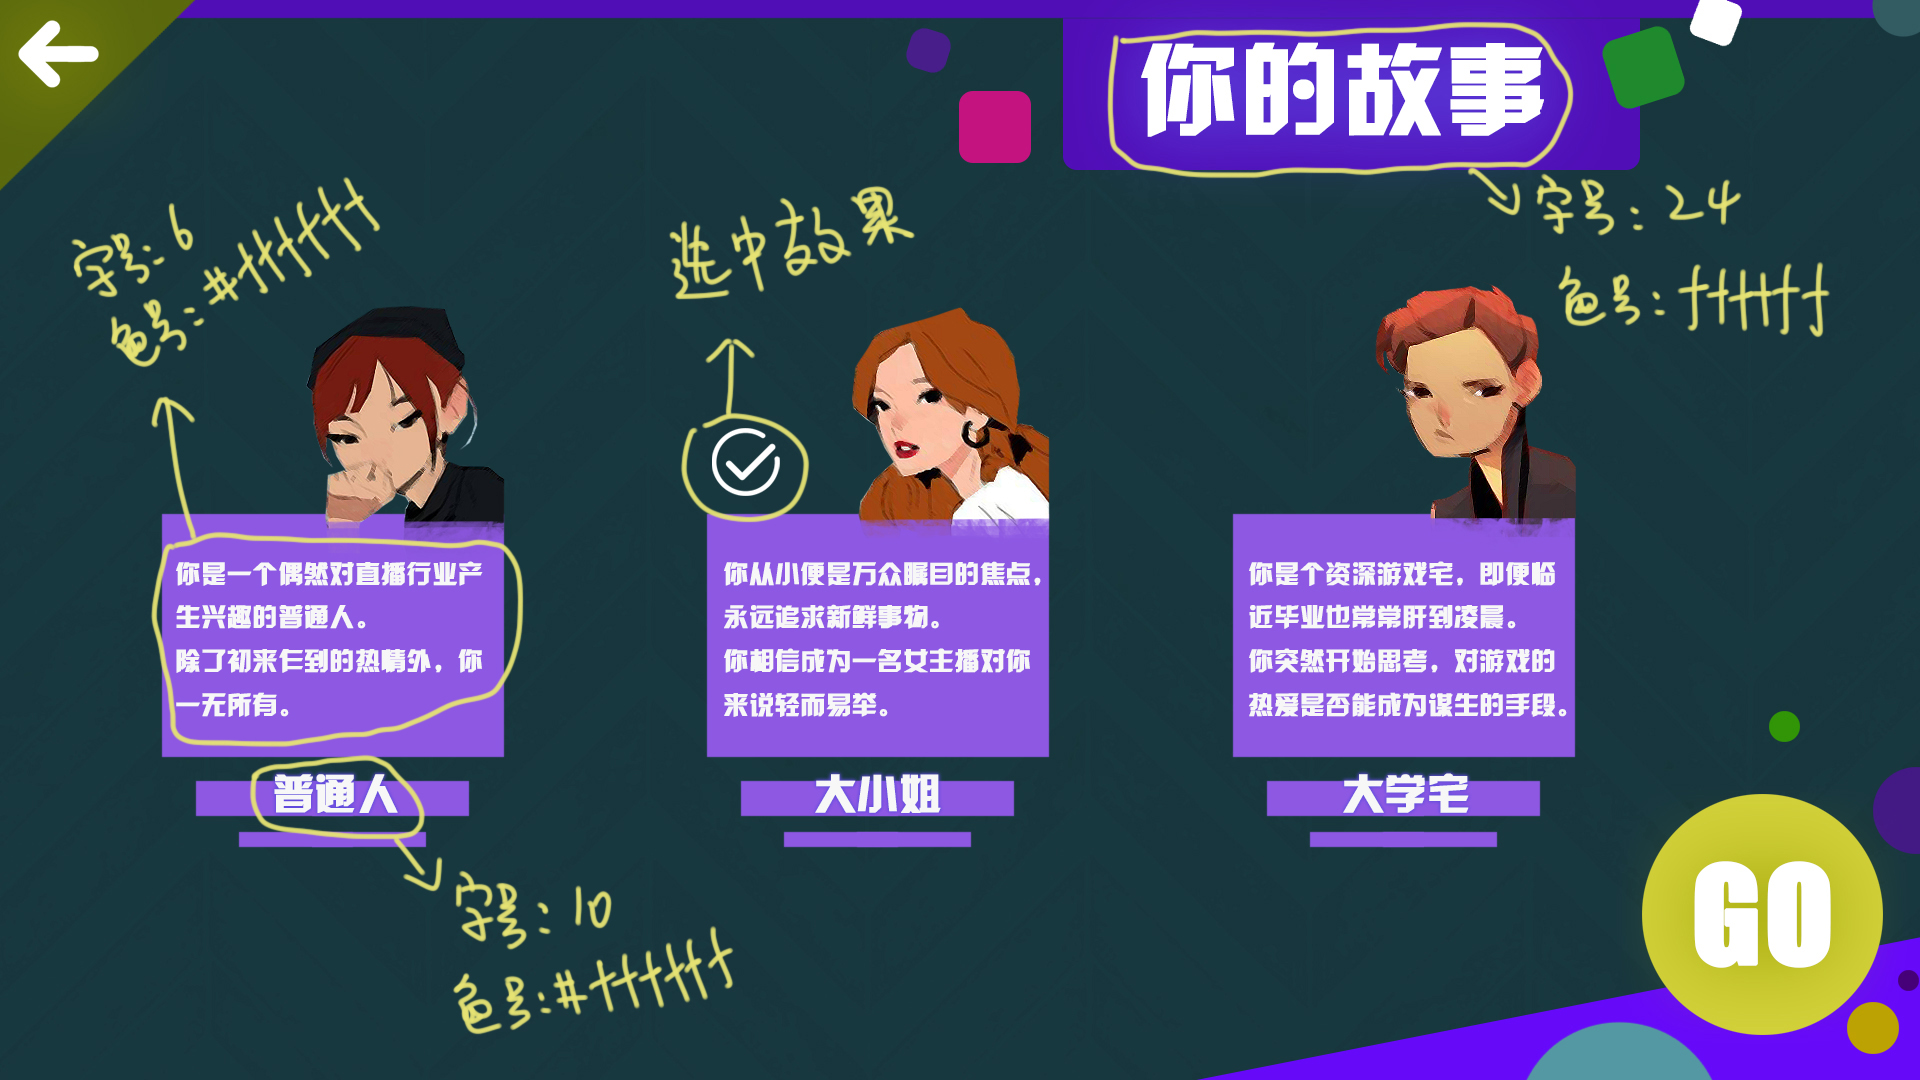 你的故事
字号：24
色号：ffffff
字号：6
色号：#ffffff
选中效果
你是一个偶然对直播行业产
生兴趣的普通人。
除了初来乍到的热情外，你
一无所有。
普通人
字号：10
色号：#ffffff
你从小便是万众瞩目的焦点，
永远追求新鲜事物。
你相信成为一名女主播对你
来说轻而易举。
大小姐
你是个资深游戏宅，即便临
近毕业也常常肝到凌晨。
你突然开始思考，对游戏的
热爱是否能成为谋生的手段。
大学宅
GO